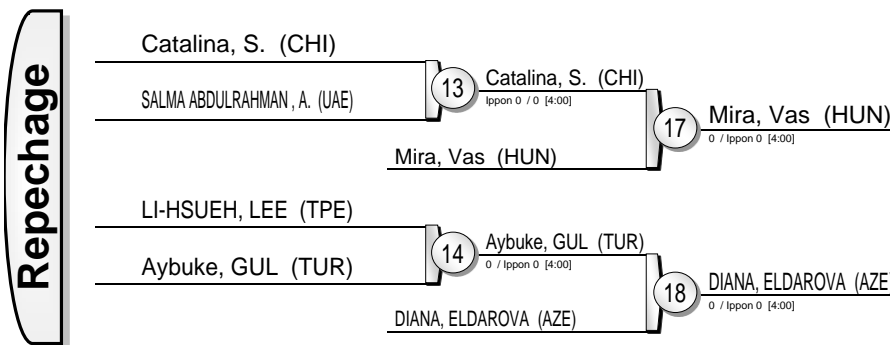 Repechage
Catalina, S. (CHI)
SALMA ABDULRAHMAN , A. (UAE)
13
Catalina, S. (CHI)
Ippon 0 / 0 [4:00]
Mira, Vas (HUN)
17
Mira, Vas (HUN)
0 / Ippon 0 [4:00]
LI-HSUEH, LEE (TPE)
Aybuke, GUL (TUR)
14
Aybuke, GUL (TUR)
0 / Ippon 0 [4:00]
DIANA, ELDAROVA (AZE)
18
DIANA, ELDAROVA (AZE
0 / Ippon 0 [4:00]